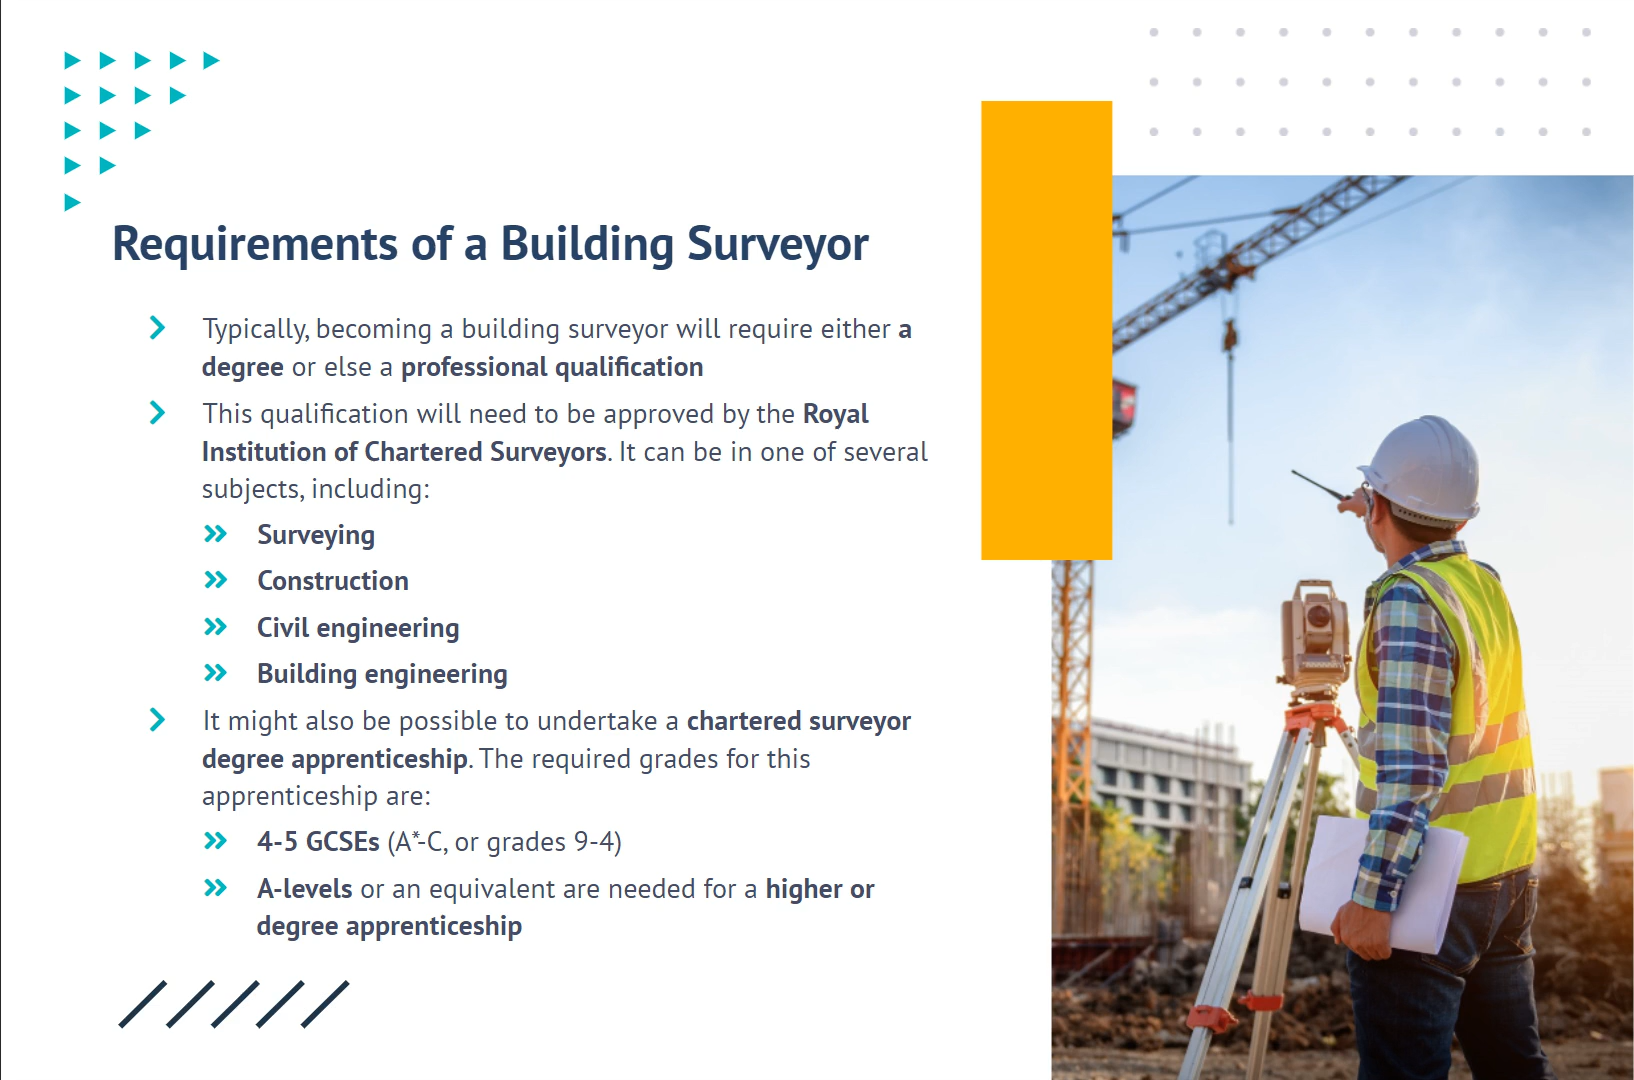 Requirements of a Building Surveyor
Typically, becoming a building surveyor will require either a
degree or else a professional qualification
This qualification will need to be approved by the Royal
Institution of Chartered Surveyors. It can be in one of several
subjects, including:
Surveying
Construction
Civil engineering
Building engineering
It might also be possible to undertake a chartered surveyor
degree apprenticeship. The required grades for this
apprenticeship are:
4-5 GCSEs (A*-C, or grades 9-4)
A-levels or an equivalent are needed for a higher or
degree apprenticeship